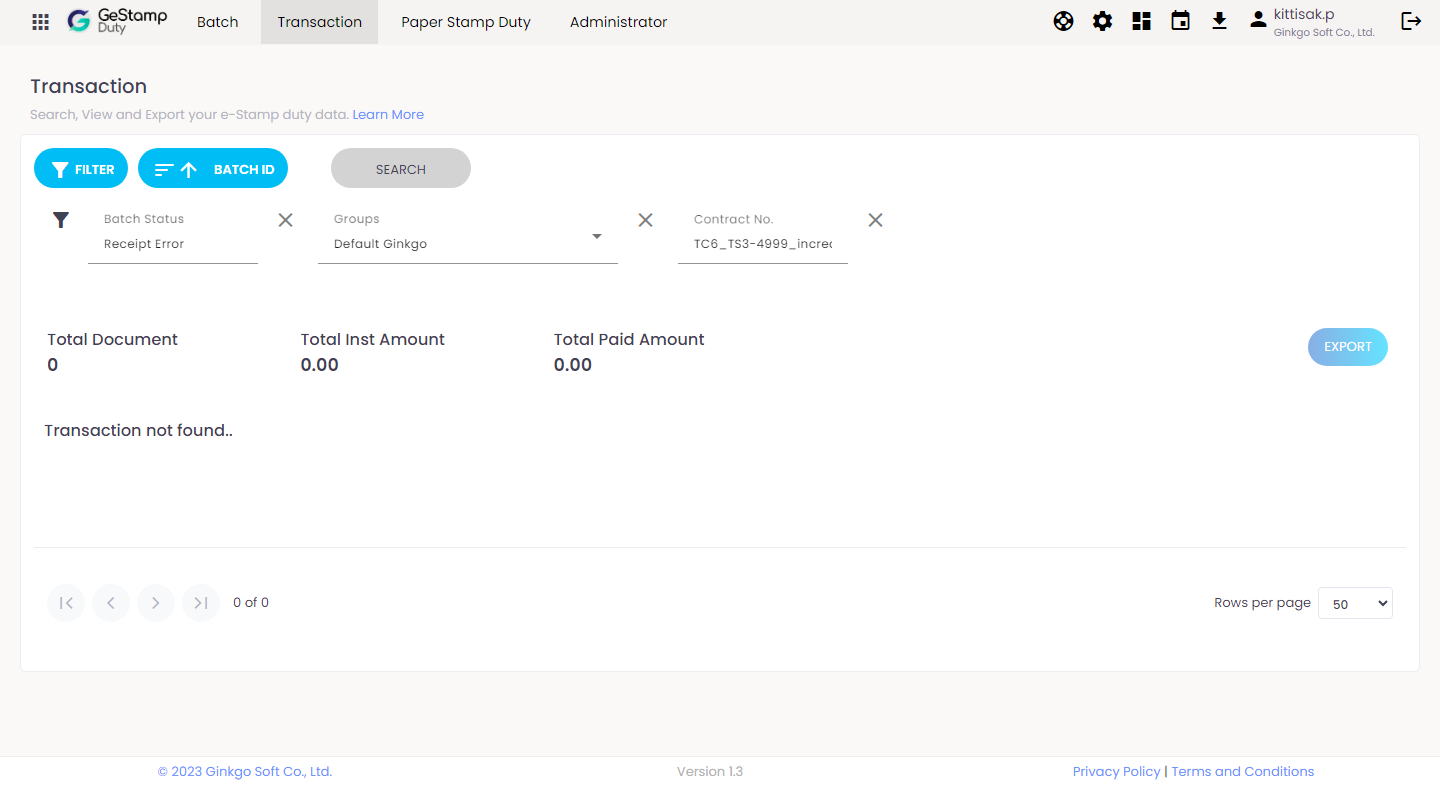 GeStamp
Duty
Batch
Transaction
Paper Stamp Duty
Administrator
kittisak.p
Ginkgo Soft Co., Ltd.
Transaction
Search, View and Export your e-Stamp duty data. Learn More
FILTER
BATCH ID
SEARCH
Batch Status
Groups
Contract No.
Receipt Error
Default Ginkgo
TC6_TS3-4999_increc
Total Document
Total Inst Amount
Total Paid Amount
0
0.00
0.00
EXPORT
Transaction not found..
0 of 0
Rows per page
50
© 2023 Ginkgo Soft Co., Ltd.
Version 1.3
Privacy Policy | Terms and Conditions